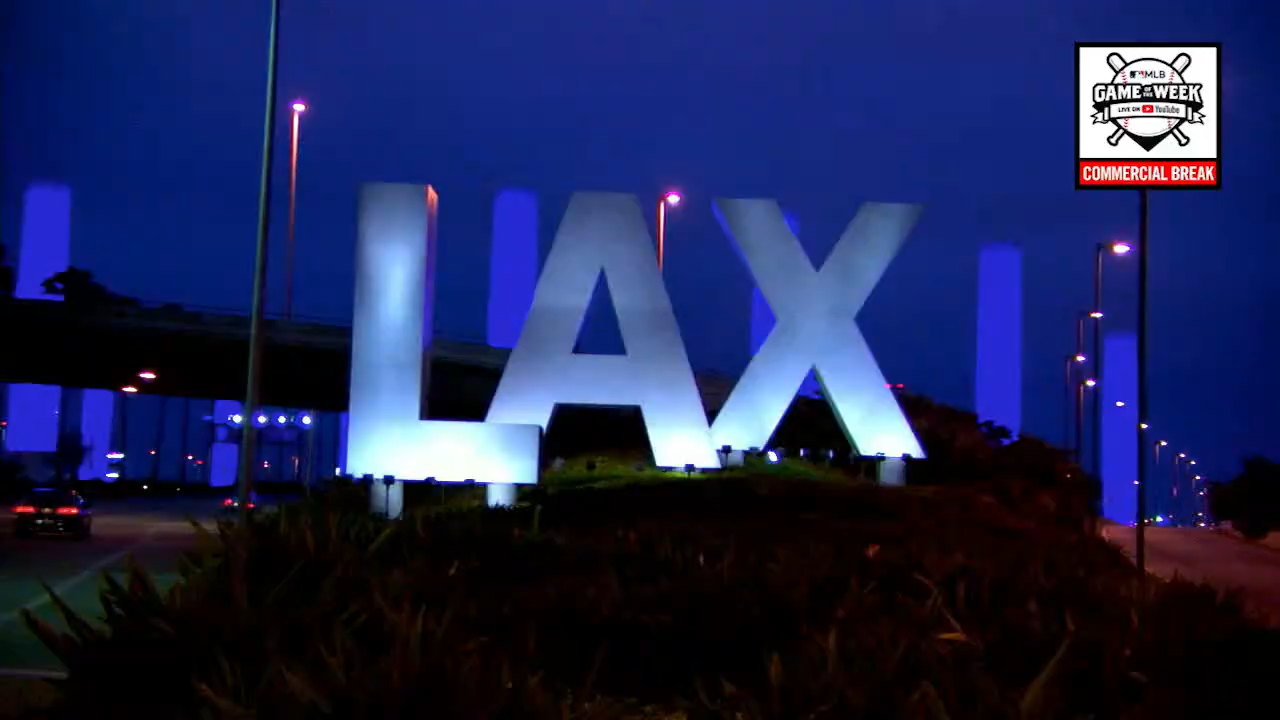 LAX
MLB
GAME OF THE WEEK
LIVE ON YouTube
COMMERCIAL BREAK